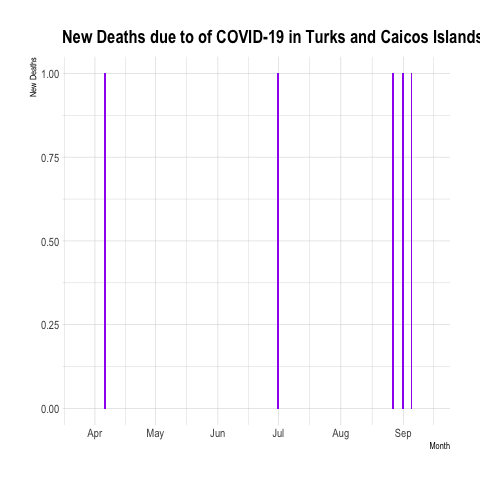 New Deaths due to of COVID-19 in Turks and Caicos Islands
New Deaths
1.00
0.75
0.50
0.25
0.00
Apr May Jun Jul Aug Sep
Month